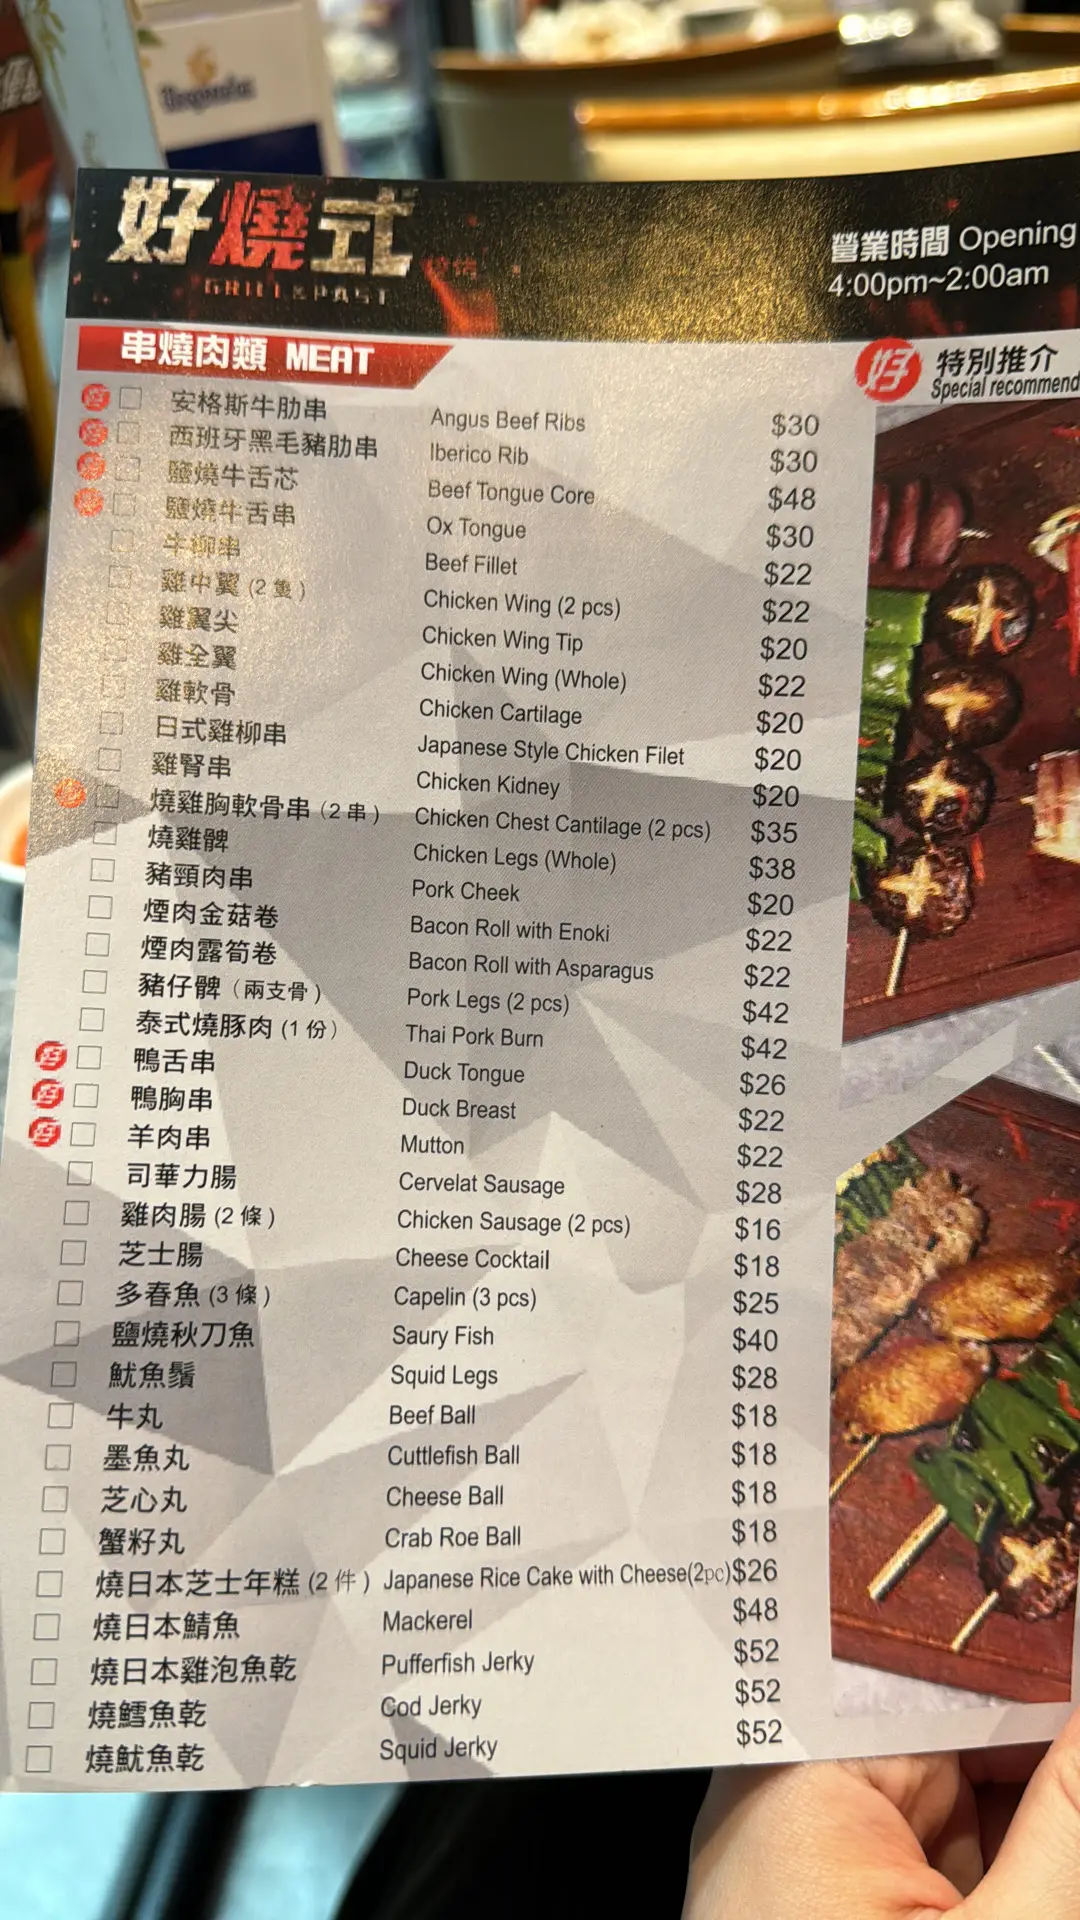 好燒式
GRILL & PAST
營業時間 Opening
4:00pm~2:00am
串燒肉類 MEAT
好 特別推介
Special recommend
好 安格斯牛肋串 Angus Beef Ribs $30
好 西班牙黑毛豬肋串 Iberico Rib $30
好 鹽燒牛舌芯 Beef Tongue Core $48
好 鹽燒牛舌串 Ox Tongue $30
牛柳串 Beef Fillet $22
雞中翼 (2 隻) Chicken Wing (2 pcs) $22
雞翼尖 Chicken Wing Tip $20
雞全翼 Chicken Wing (Whole) $22
雞軟骨 Chicken Cartilage $20
日式雞柳串 Japanese Style Chicken Filet $20
雞腎串 Chicken Kidney $20
好 燒雞胸軟骨串 (2 串) Chicken Chest Cantilage (2 pcs) $35
燒雞髀 Chicken Legs (Whole) $38
豬頸肉串 Pork Cheek $20
煙肉金菇卷 Bacon Roll with Enoki $22
煙肉露筍卷 Bacon Roll with Asparagus $22
豬仔髀 (兩支骨) Pork Legs (2 pcs) $42
泰式燒豚肉 (1 份) Thai Pork Burn $42
好 鴨舌串 Duck Tongue $26
好 鴨胸串 Duck Breast $22
好 羊肉串 Mutton $22
司華力腸 Cervelat Sausage $28
雞肉腸 (2 條) Chicken Sausage (2 pcs) $16
芝士腸 Cheese Cocktail $18
多春魚 (3 條) Capelin (3 pcs) $25
鹽燒秋刀魚 Saury Fish $40
魷魚鬚 Squid Legs $28
牛丸 Beef Ball $18
墨魚丸 Cuttlefish Ball $18
芝心丸 Cheese Ball $18
蟹籽丸 Crab Roe Ball $18
燒日本芝士年糕 (2 件) Japanese Rice Cake with Cheese(2pc) $26
燒日本鯖魚 Mackerel $48
燒日本雞泡魚乾 Pufferfish Jerky $52
燒鱈魚乾 Cod Jerky $52
燒魷魚乾 Squid Jerky $52